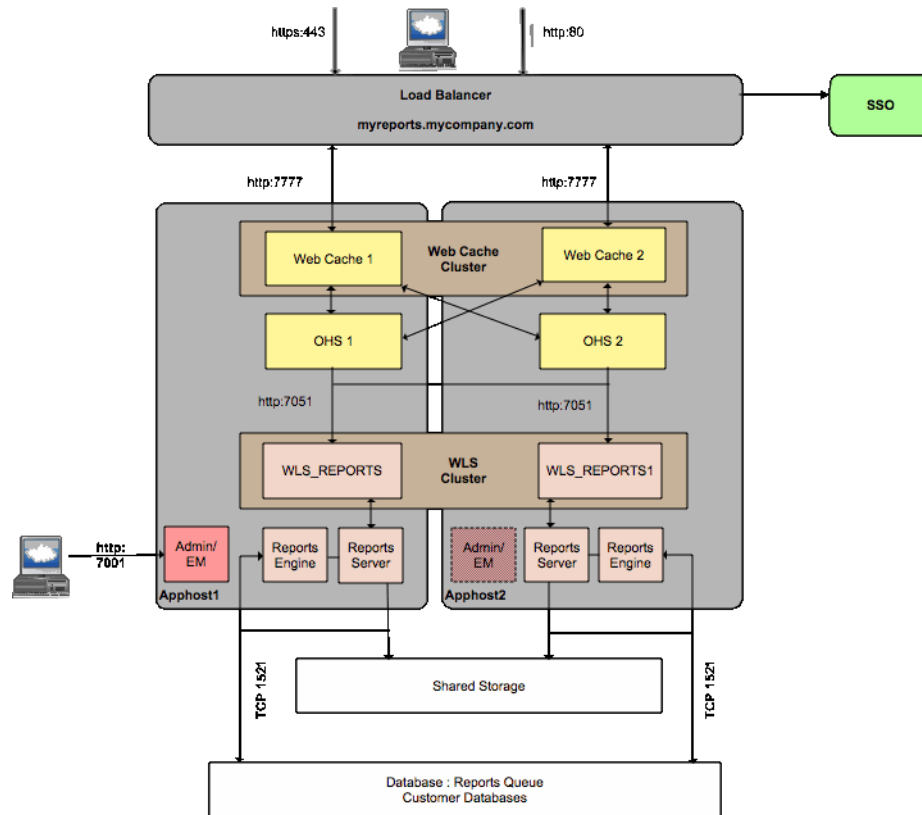 https:443
http:80
Load Balancer
myreports.mycompany.com
SSO
http:7777
http:7777
Web Cache 1
Web Cache
Cluster
Web Cache 2
OHS 1
OHS 2
http:7051
http:7051
WLS_REPORTS
WLS
Cluster
WLS_REPORTS1
http:
7001
Admin/
EM
Reports
Engine
Reports
Server
Admin/
EM
Reports
Server
Reports
Engine
Apphost1
Apphost2
TCP 1521
Shared Storage
TCP 1521
Database : Reports Queue
Customer Databases